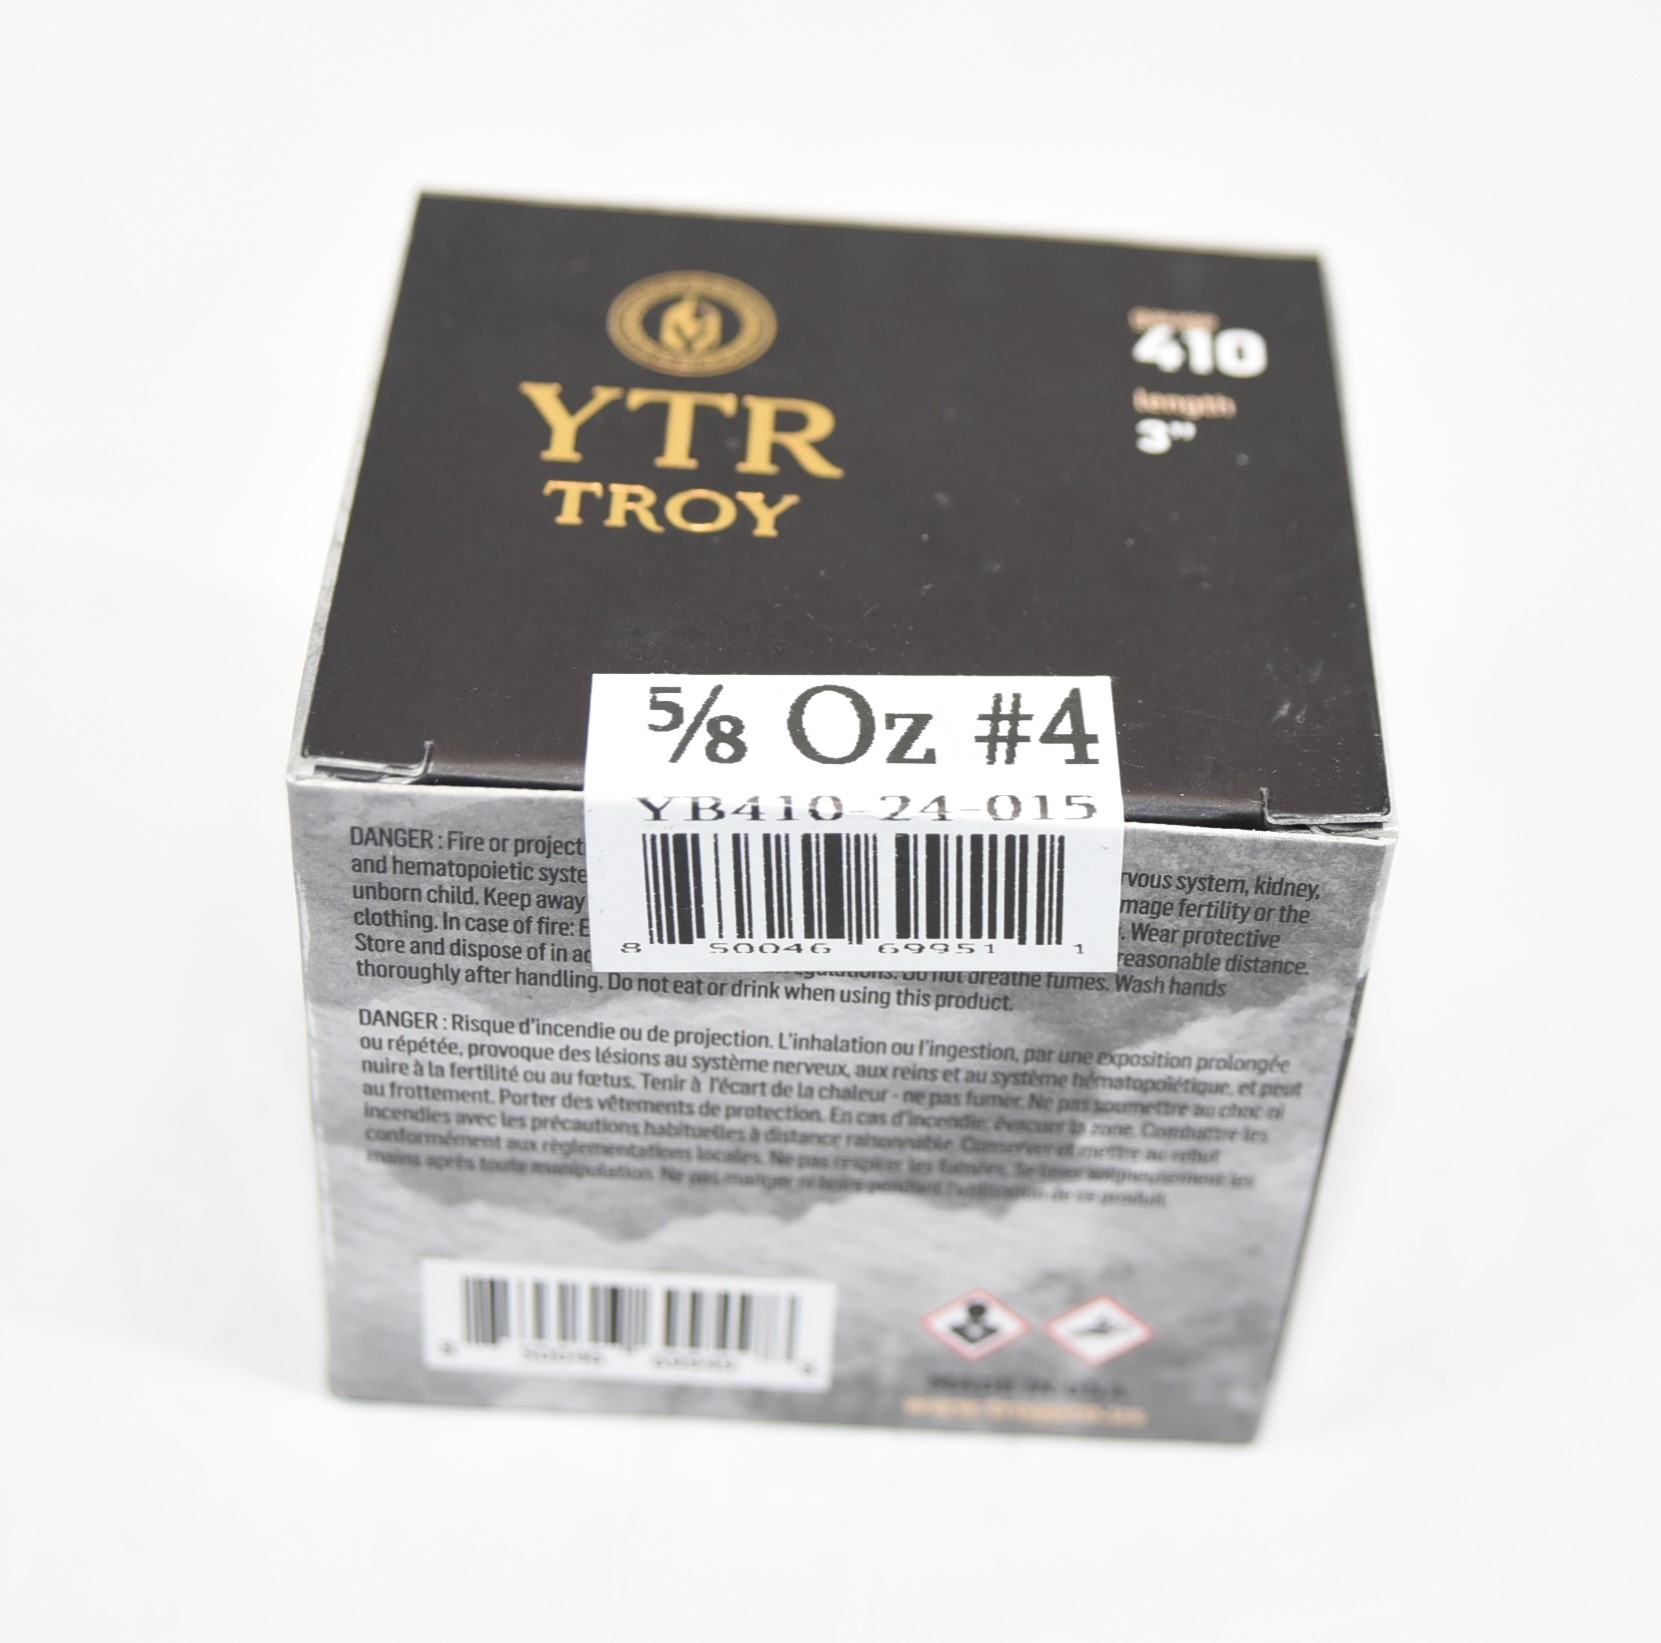 YTR
TROY
gauge
410
length
3”
5/8 Oz #4
YB410-24-015
8 50046 69951 1
DANGER : Fire or project
rvous system, kidney,
and hematopoietic syste
mage fertility or the
unborn child. Keep away
. Wear protective
clothing. In case of fire: E
reasonable distance.
Store and dispose of in ac
Do not breathe fumes. Wash hands
thoroughly after handling. Do not eat or drink when using this product.
DANGER : Risque d'incendie ou de projection. L'inhalation ou l'ingestion, par une exposition prolongée
ou répétée, provoque des lésions au système nerveux, aux reins et au système hématopoïétique, et peut
nuire à la fertilité ou au fœtus. Tenir à l'écart de la chaleur - ne pas fumer. Ne pas soumettre au choc ni
au frottement. Porter des vêtements de protection. En cas d'incendie: évacuer la zone. Combattre les
incendies avec les précautions habituelles à distance raisonnable. Conserver et mettre au rebut
conformément aux règlementations locales. Ne pas respirer les fumées. Se laver soigneusement les
mains après toute manipulation. Ne pas manger ni boire pendant l'utilisation de ce produit.